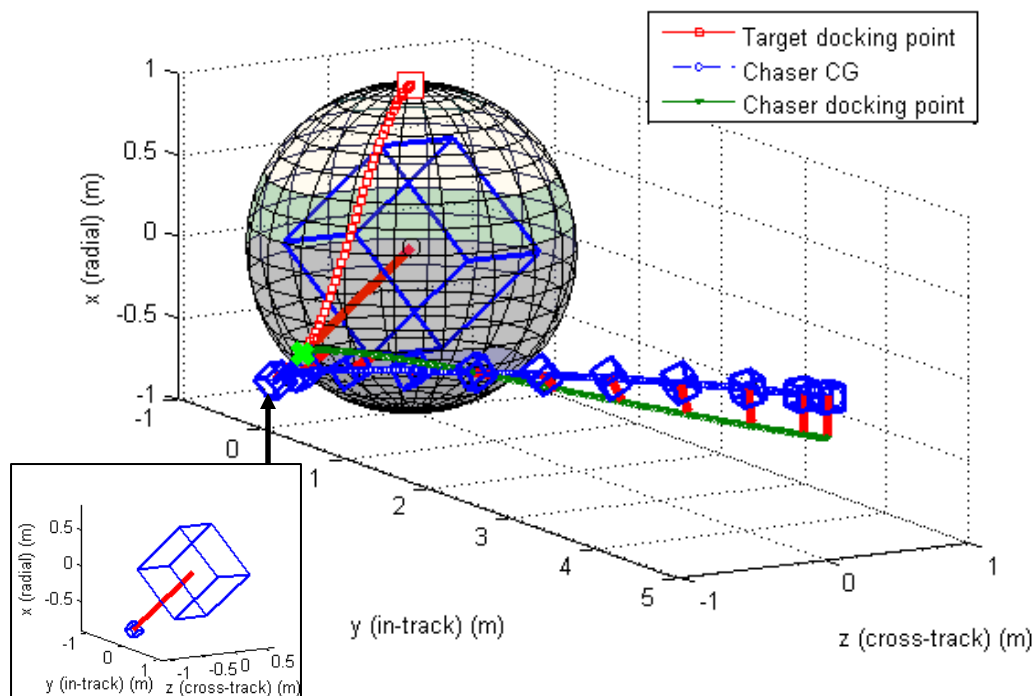 Target docking point
Chaser CG
Chaser docking point
1
0.5
0
-0.5
-1
x (radial) (m)
-1
0
1
2
3
4
5
y (in-track) (m)
-1
0
1
z (cross-track) (m)
0.5
0
-0.5
x (radial) (m)
-1
0
1
y (in-track) (m)
-1
-0.5
0
0.5
z (cross-track) (m)